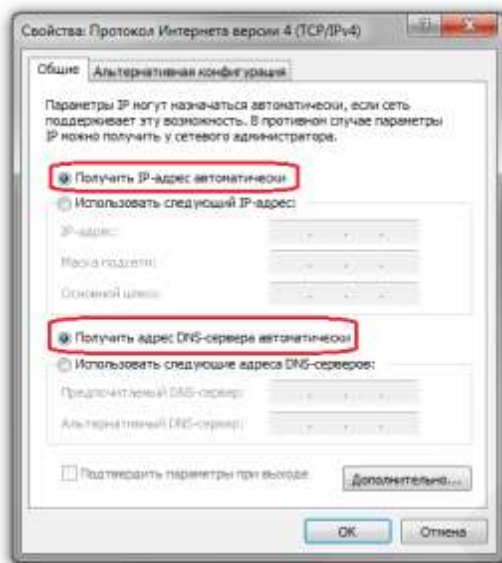 Свойства: Протокол Интернета версии 4 (TCP/IPv4)
Общие
Альтернативная конфигурация
Параметры IP могут назначаться автоматически, если сеть
поддерживает эту возможность. В противном случае параметры
IP можно получить у сетевого администратора.
Получить IP-адрес автоматически
Использовать следующий IP-адрес:
IP-адрес:
Маска подсети:
Основной шлюз:
Получить адрес DNS-сервера автоматически
Использовать следующие адреса DNS-серверов:
Предпочитаемый DNS-сервер:
Альтернативный DNS-сервер:
Подтвердить параметры при выходе
Дополнительно...
OK
Отмена